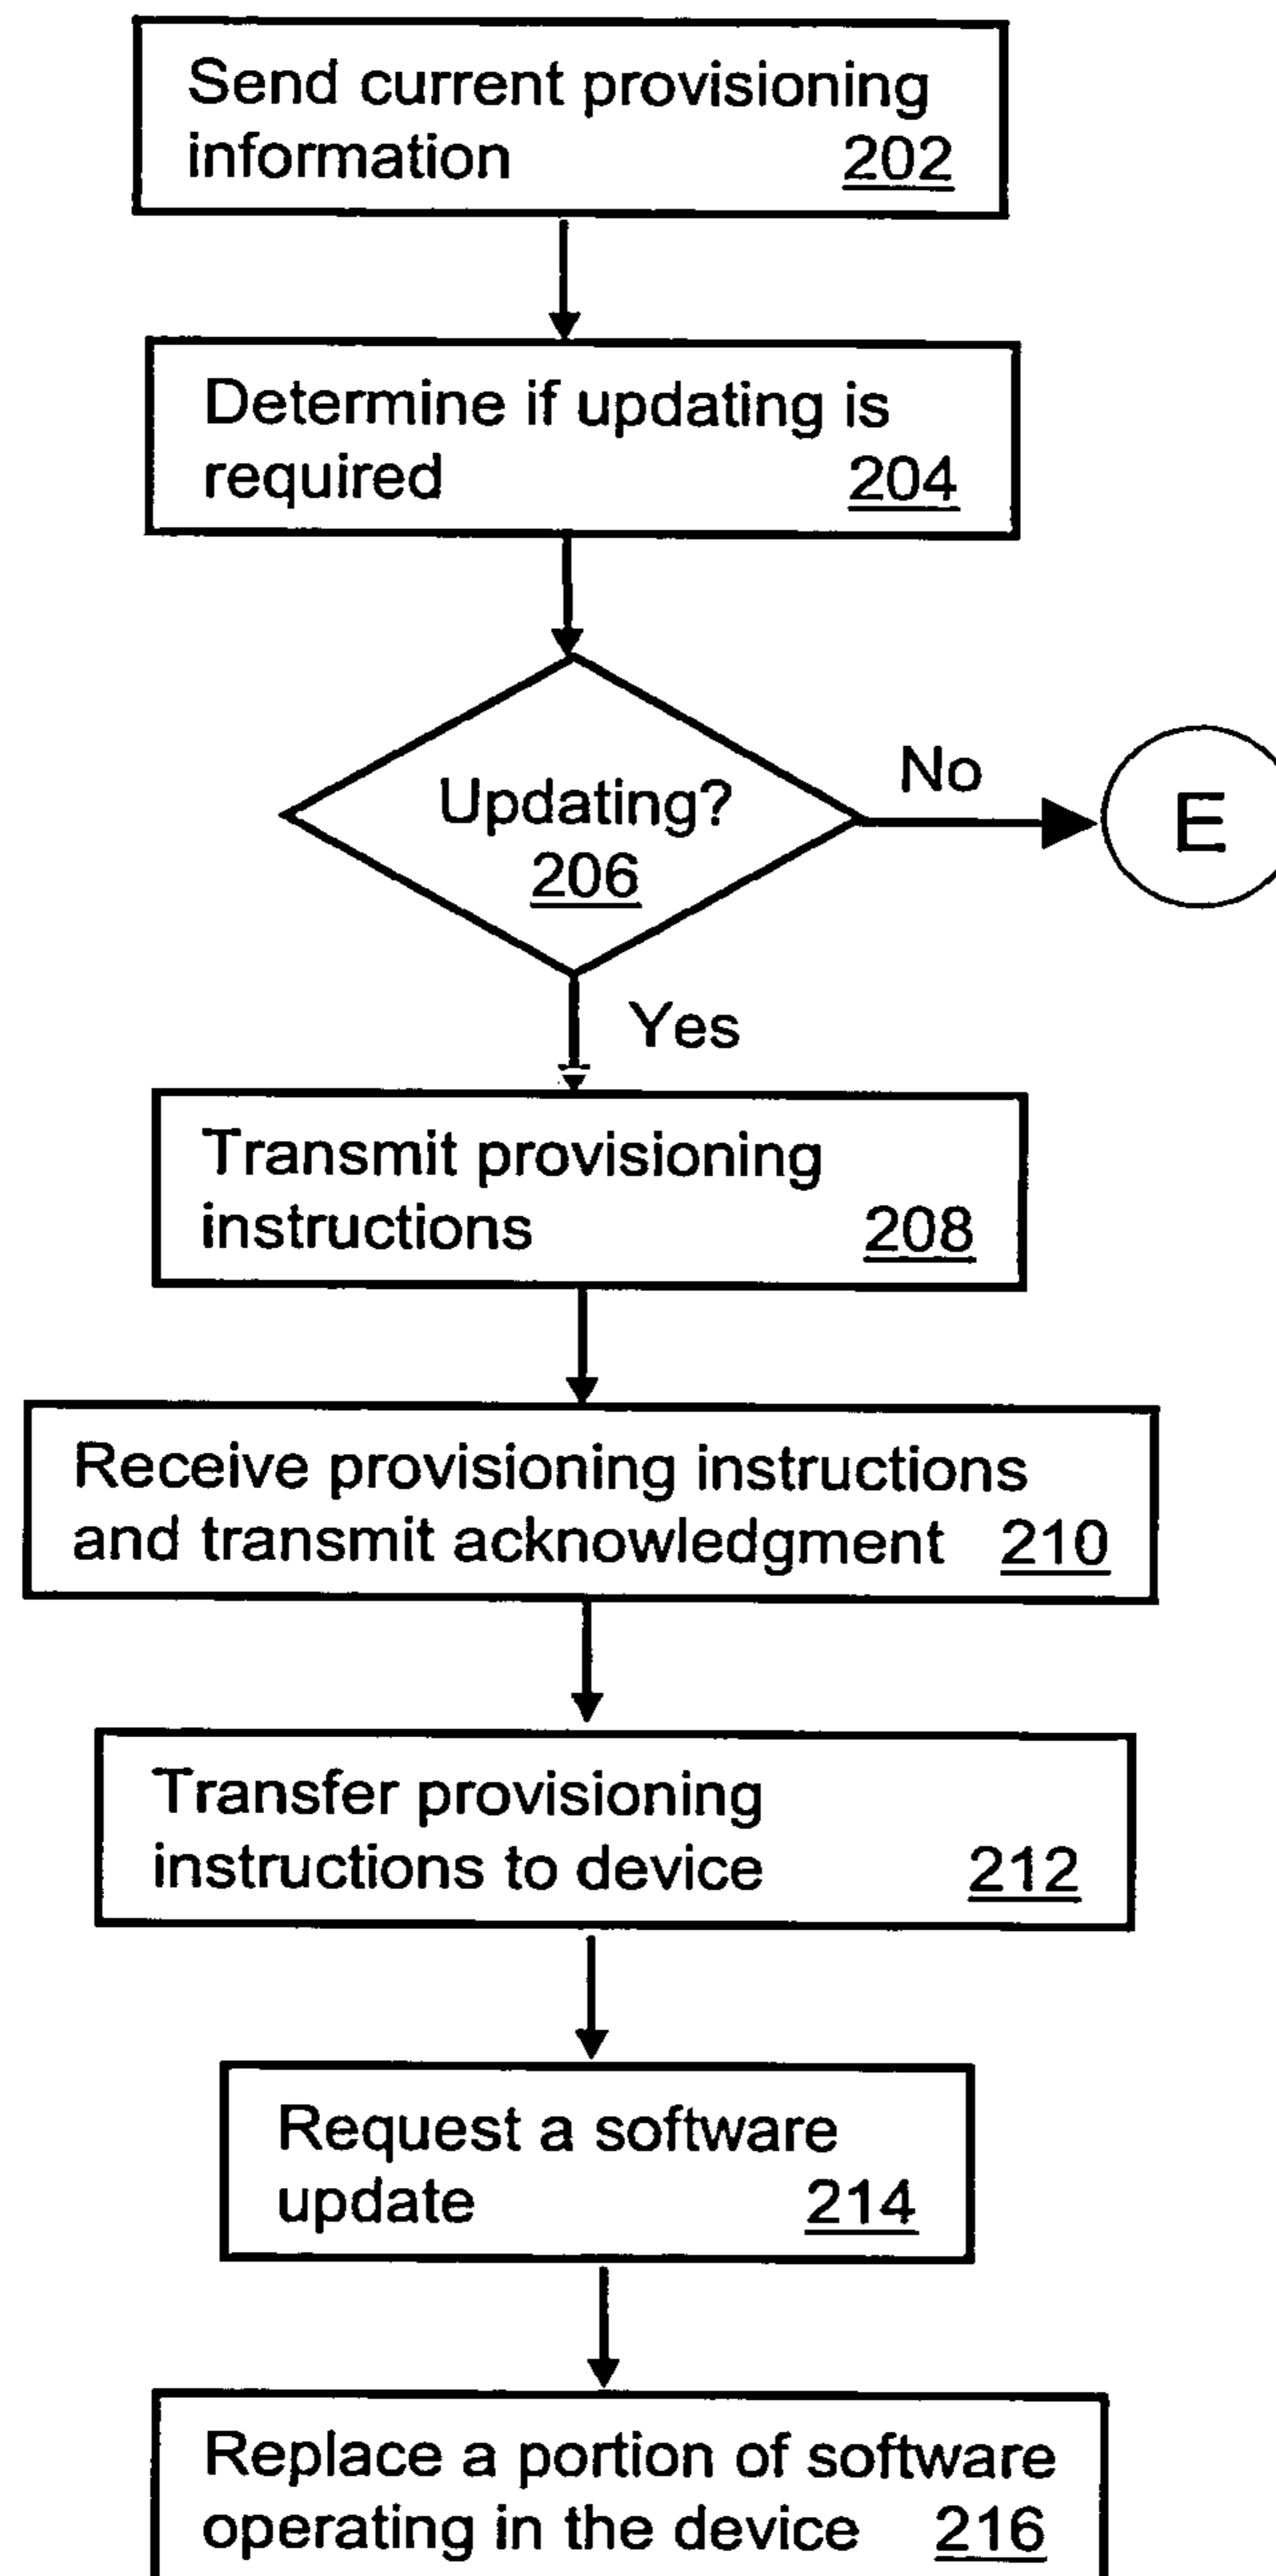 Send current provisioning
information 202
Determine if updating is
required 204
Updating?
206
No
E
Yes
Transmit provisioning
instructions 208
Receive provisioning instructions
and transmit acknowledgment 210
Transfer provisioning
instructions to device 212
Request a software
update 214
Replace a portion of software
operating in the device 216